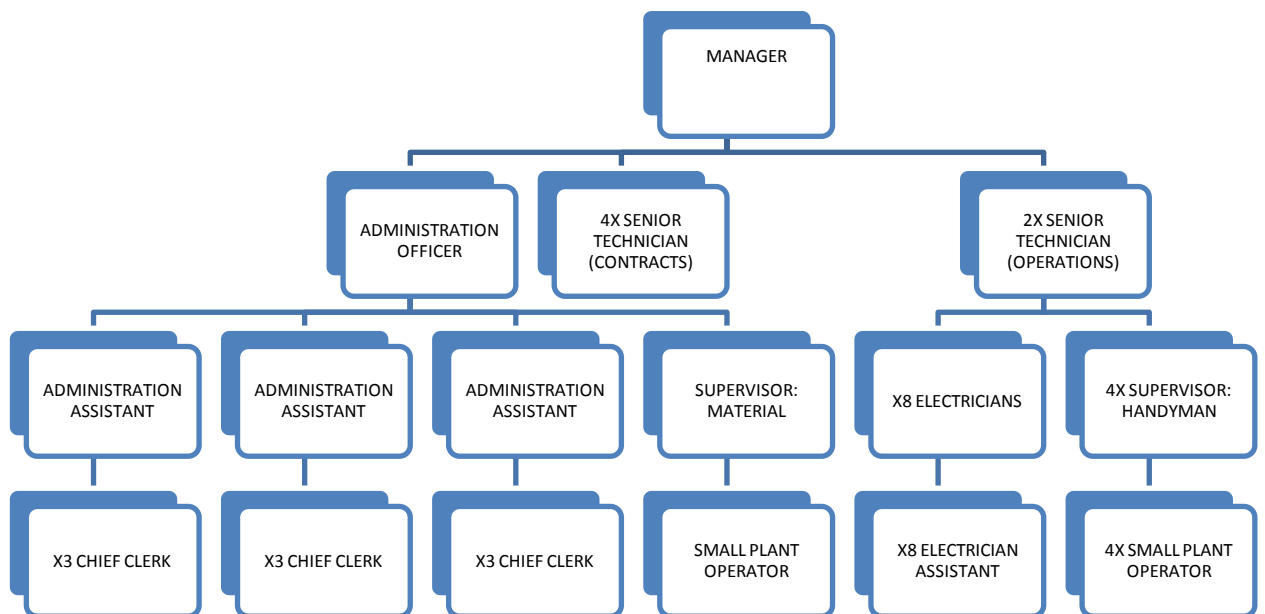 MANAGER
ADMINISTRATION
OFFICER
4X SENIOR
TECHNICIAN
(CONTRACTS)
2X SENIOR
TECHNICIAN
(OPERATIONS)
ADMINISTRATION
ASSISTANT
ADMINISTRATION
ASSISTANT
ADMINISTRATION
ASSISTANT
SUPERVISOR:
MATERIAL
X8 ELECTRICIANS
4X SUPERVISOR:
HANDYMAN
X3 CHIEF CLERK
X3 CHIEF CLERK
X3 CHIEF CLERK
SMALL PLANT
OPERATOR
X8 ELECTRICIAN
ASSISTANT
4X SMALL PLANT
OPERATOR